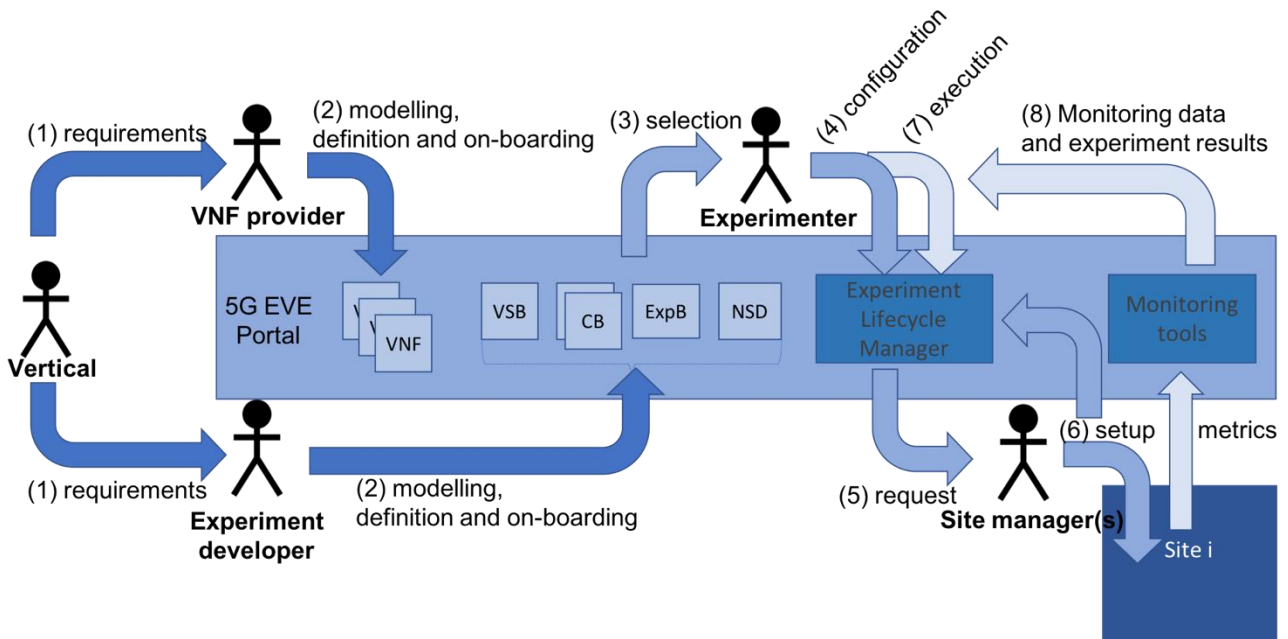 (1) requirements
VNF provider
(2) modelling,
definition and on-boarding
(3) selection
Experimenter
(4) configuration
(7) execution
(8) Monitoring data
and experiment results
Vertical
5G EVE
Portal
V
V
VNF
VSB
CB
ExpB
NSD
Experiment
Lifecycle
Manager
Monitoring
tools
(1) requirements
Experiment
developer
(2) modelling,
definition and on-boarding
(5) request
Site manager(s)
(6) setup
metrics
Site i